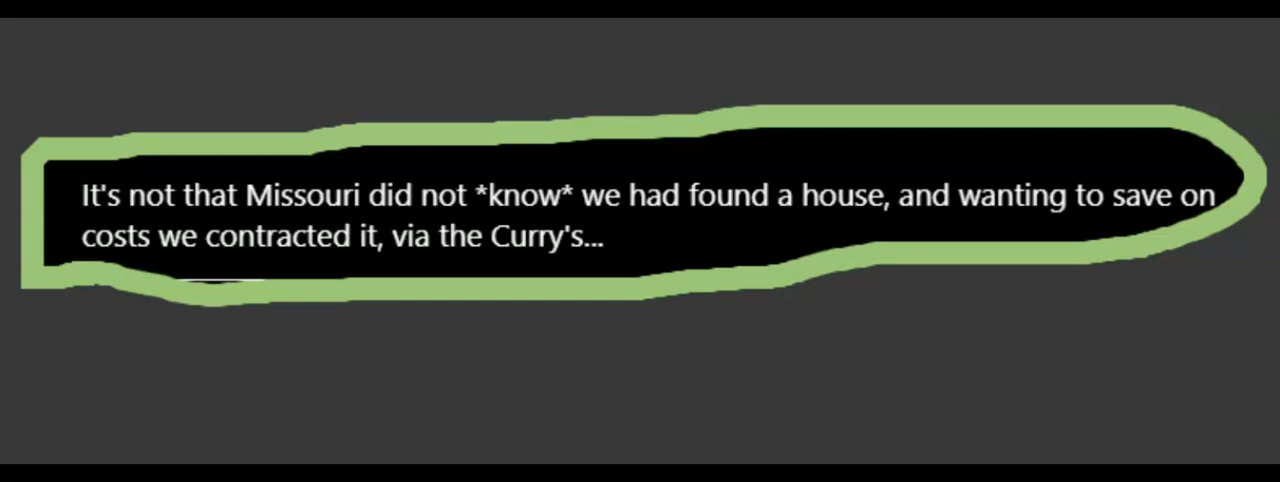 It's not that Missouri did not *know* we had found a house, and wanting to save on
costs we contracted it, via the Curry's...